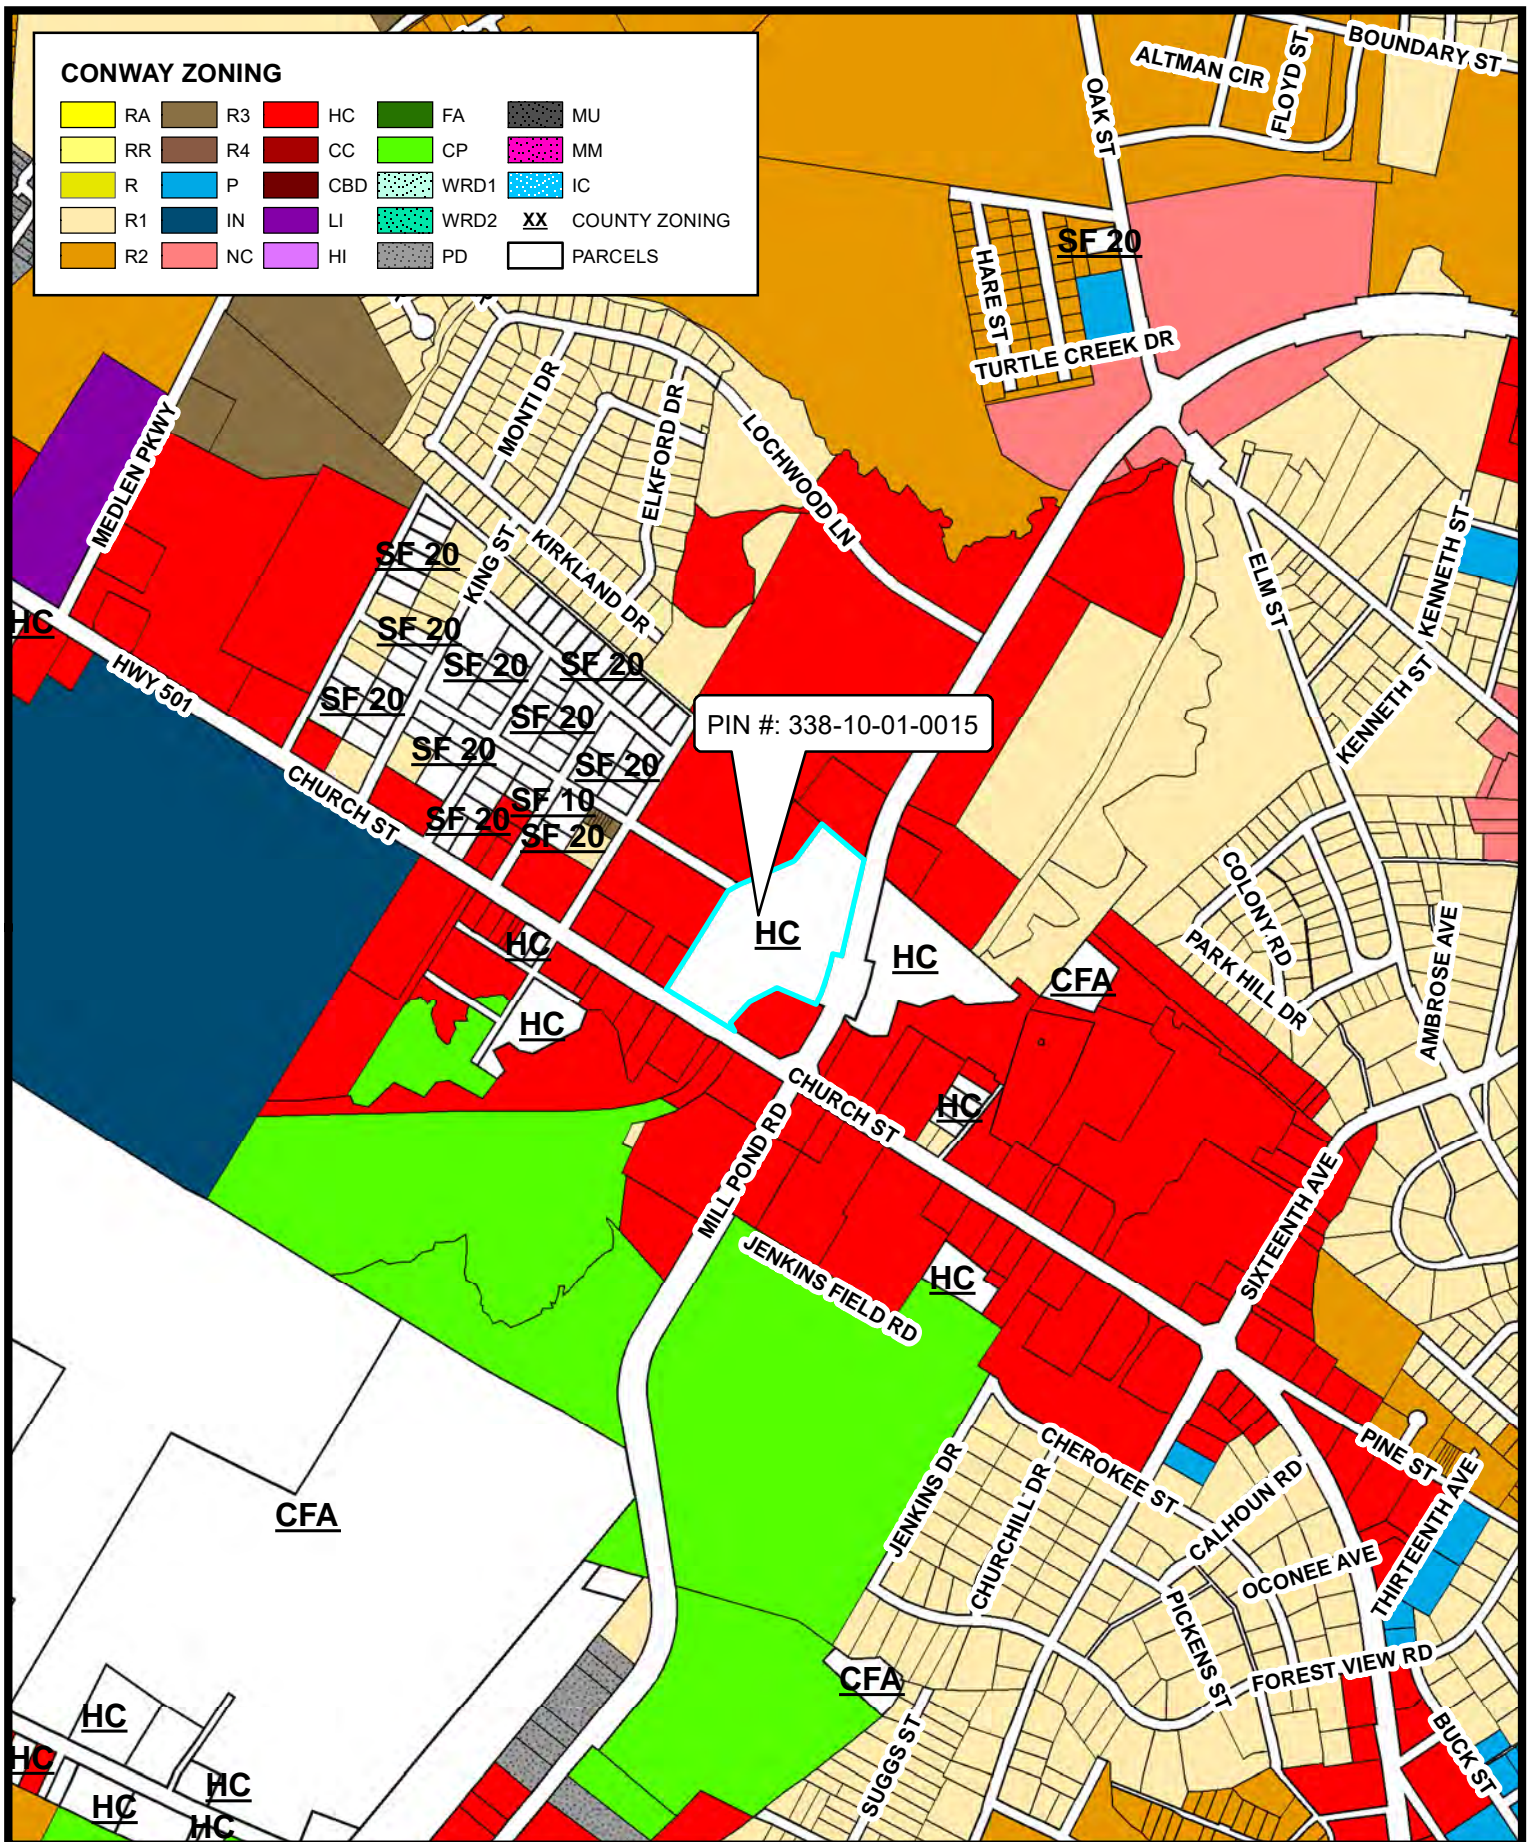 CONWAY ZONING
RA R3 HC FA MU
RR R4 CC CP MM
R P CBD WRD1 IC
R1 IN LI WRD2 XX COUNTY ZONING
R2 NC HI PD PARCELS
BOUNDARY ST
ALTMAN CIR
FLOYD ST
OAK ST
SF 20
HARE ST
TURTLE CREEK DR
MEDLEN PKWY
MONTI DR
ELKFORD DR
LOCHWOOD LN
KENNETH ST
SF 20
KING ST
KIRKLAND DR
ELM ST
HC
SF 20
SF 20
SF 20
HWY 501
SF 20
SF 20
KENNETH ST
PIN #: 338-10-01-0015
SF 20
SF 20
CHURCH ST
SF 10
SF 20
SF 20
COLONY RD
HC
HC
HC
PARK HILL DR
AMBROSE AVE
CFA
HC
CHURCH ST
HC
MILL POND RD
SIXTEENTH AVE
JENKINS FIELD RD
HC
CHEROKEE ST
PINE ST
JENKINS DR
CHURCHILL DR
CALHOUN RD
THIRTEENTH AVE
CFA
OCONEE AVE
PICKENS ST
FOREST VIEW RD
CFA
HC
SUGGS ST
BUCK ST
HC
HC
HC
HC